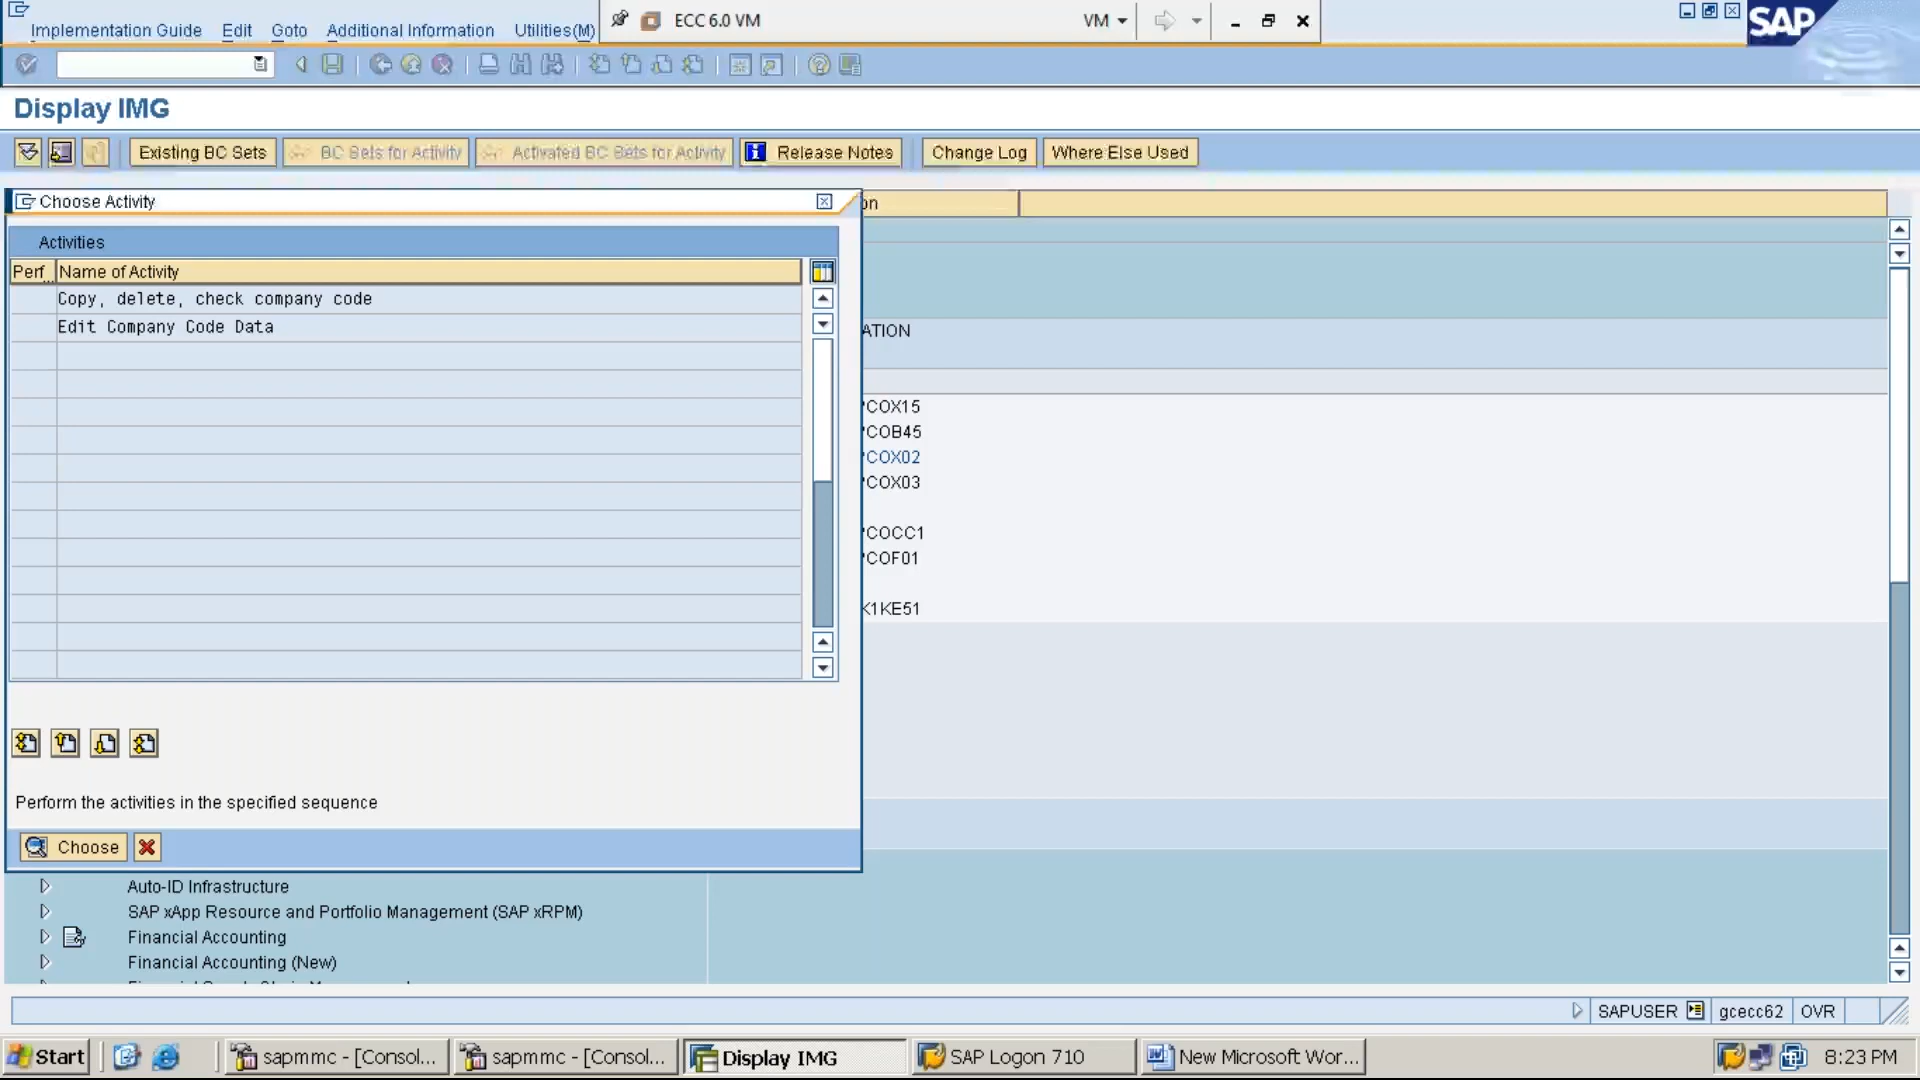 ECC 6.0 VM
VM
Implementation Guide Edit Goto Additional Information Utilities(M)
SAP
Display IMG
Existing BC Sets BC Sets for Activity Activated BC Sets for Activity Release Notes Change Log Where Else Used
Choose Activity
on
Activities
Perf... Name of Activity
Copy, delete, check company code
Edit Company Code Data
ATION
COX15
COB45
COX02
COX03
COCC1
COF01
K1KE51
Perform the activities in the specified sequence
Choose
Auto-ID Infrastructure
SAP xApp Resource and Portfolio Management (SAP xRPM)
Financial Accounting
Financial Accounting (New)
SAPUSER gcecc62 OVR
Start sapmmc - [Consol... sapmmc - [Consol... Display IMG SAP Logon 710 New Microsoft Wor... 8:23 PM